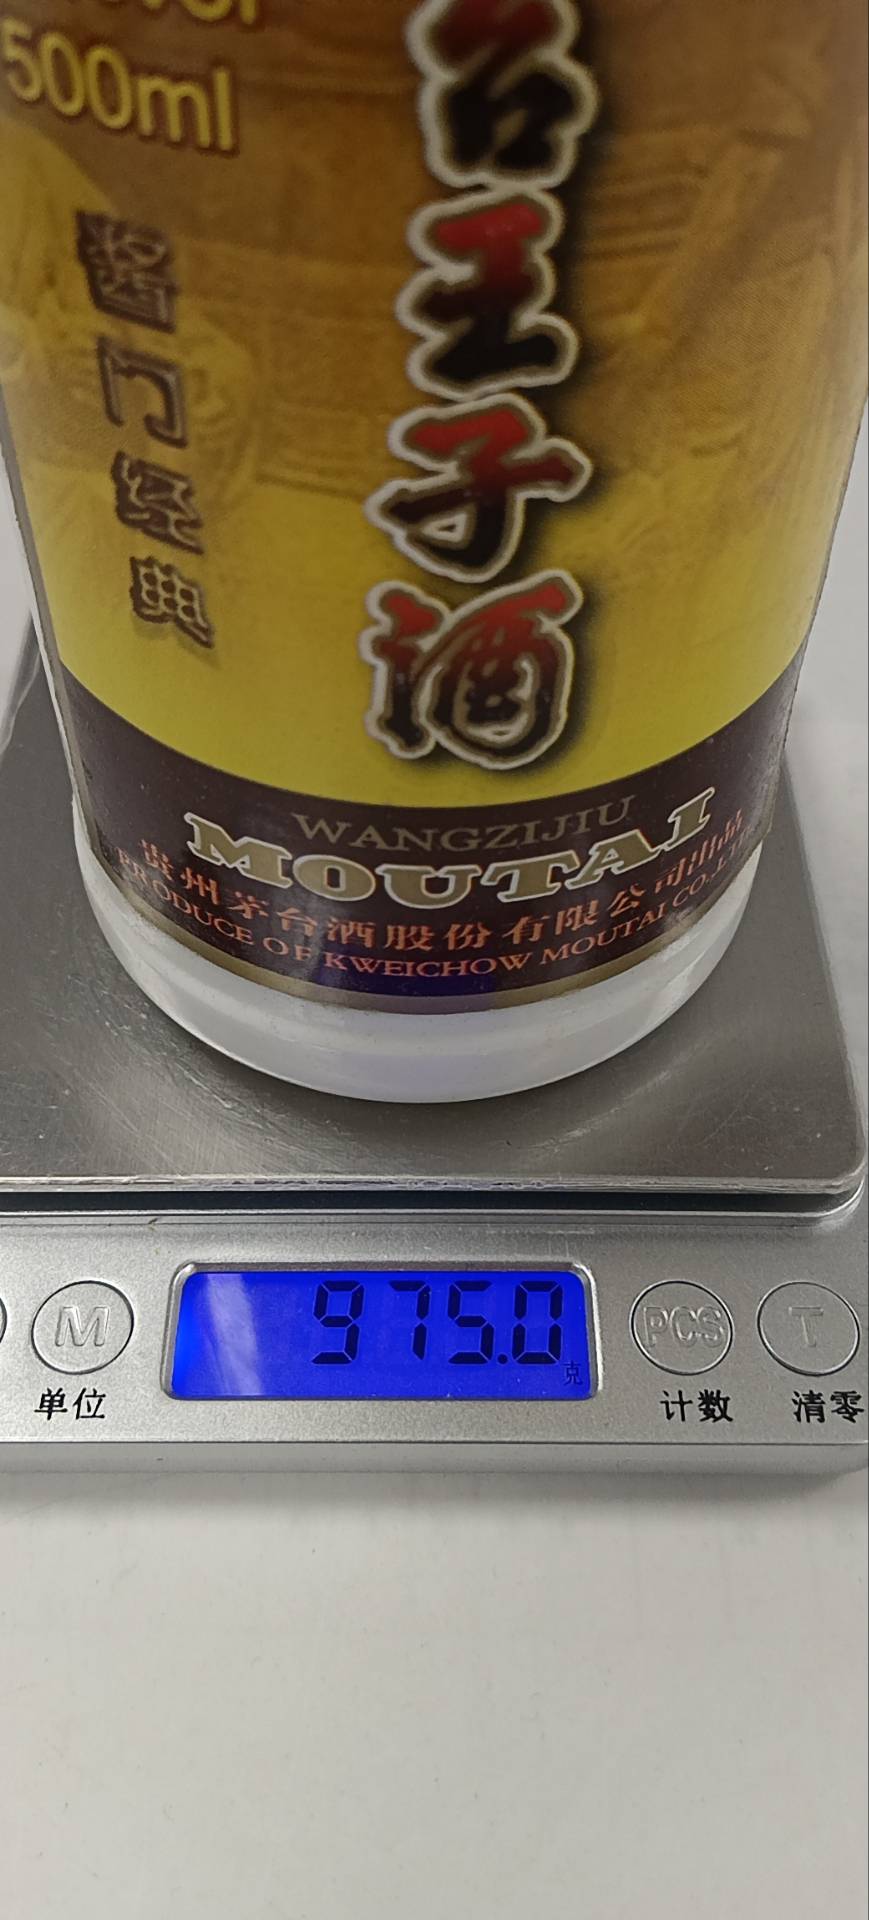 500ml
酱门经典
台王子酒
WANGZIJIU
MOUTAI
贵州茅台酒股份有限公司出品
PRODUCE OF KWEICHOW MOUTAI CO.,LTD
975.0
克
M
PCS
T
单位
计数
清零